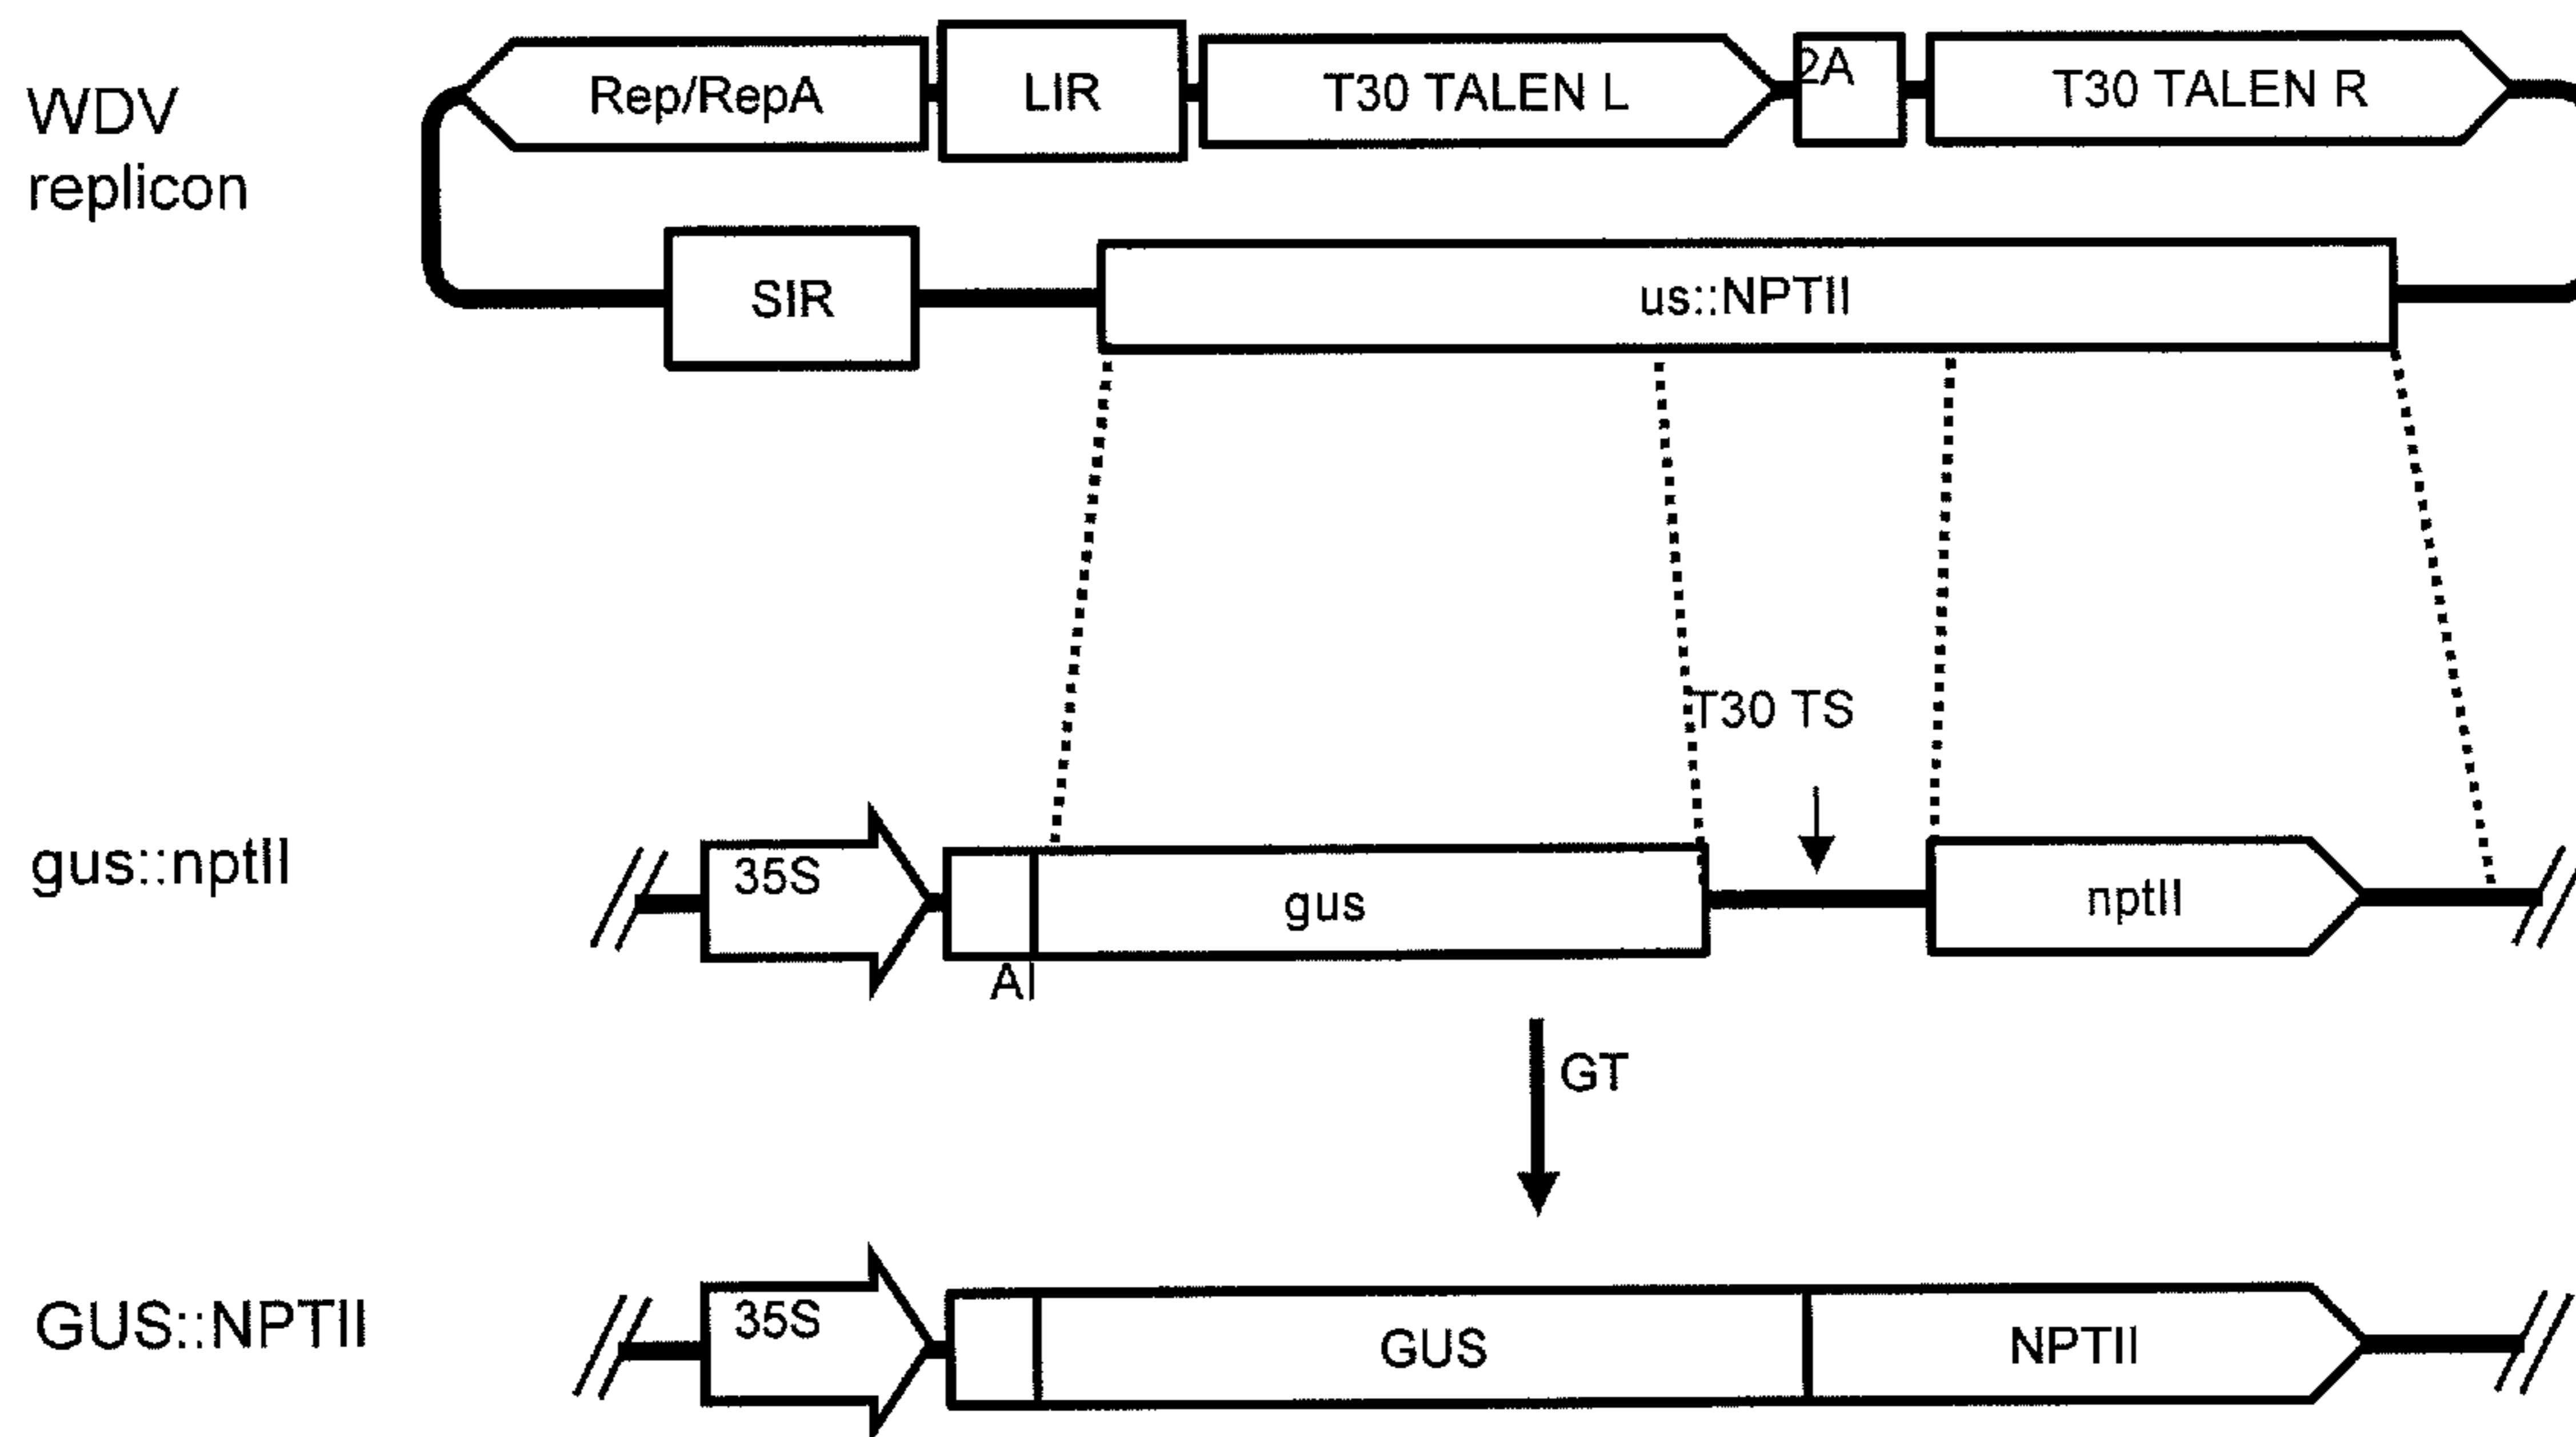 WDV
replicon
Rep/RepA
LIR
T30 TALEN L
2A
T30 TALEN R
SIR
us::NPTII
T30 TS
gus::nptII
35S
gus
nptII
AI
GT
GUS::NPTII
35S
GUS
NPTII